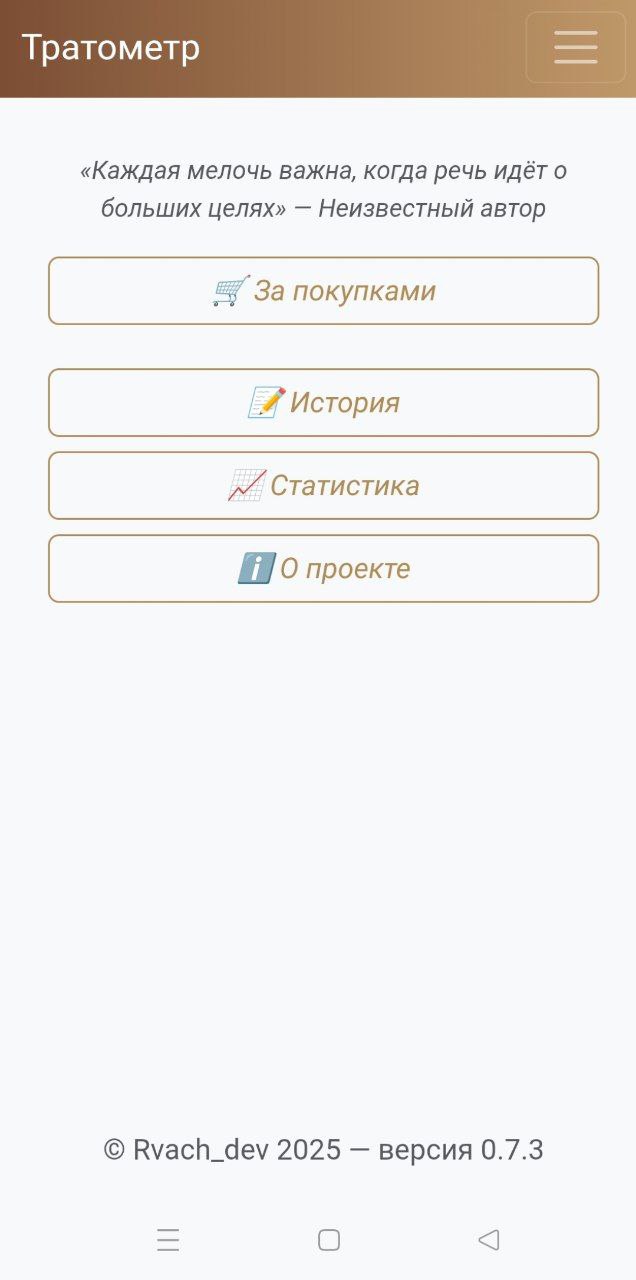 Тратометр
«Каждая мелочь важна, когда речь идёт о
больших целях» — Неизвестный автор
🛒 За покупками
📝 История
📈 Статистика
ℹ️ О проекте
© Rvach_dev 2025 — версия 0.7.3